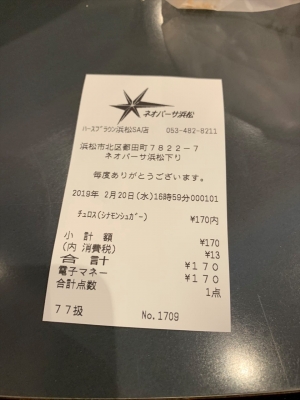 ネオパーサ浜松
ハースブラウン浜松SA店 053-482-8211
浜松市北区都田町7822-7
ネオパーサ浜松下り
毎度ありがとうございます。
2019年 2月20日(水)16時59分000101
チュロス(シナモンシュガー) ¥170内
小 計 額 ¥170
(内 消費税) ¥13
合 計 ¥170
電子マネー ¥170
合計点数 1点
77扱 No.1709